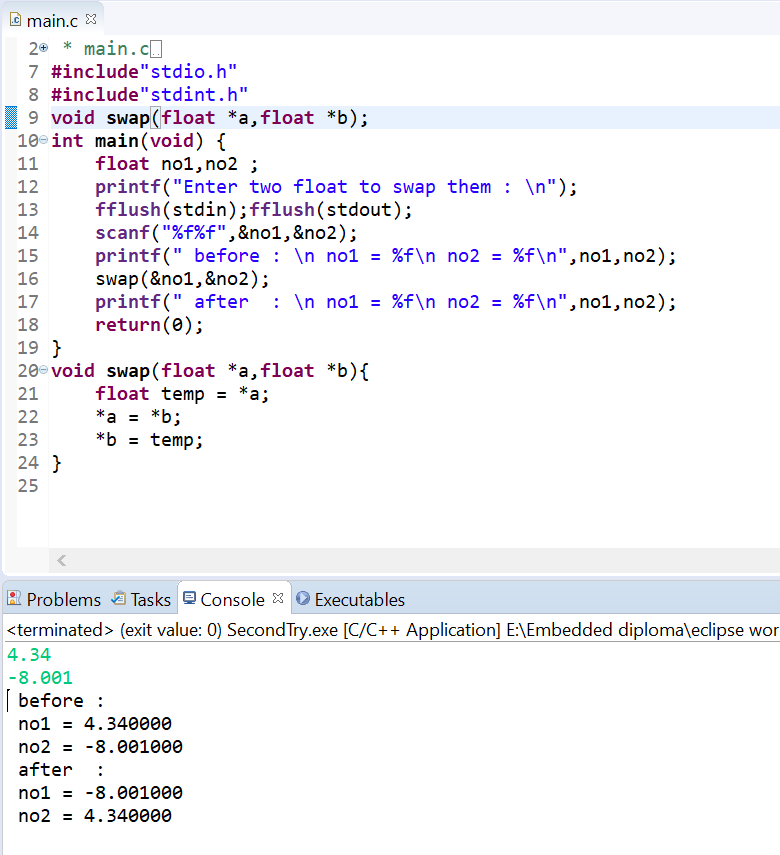 main.c
2 * main.c
7 #include"stdio.h"
8 #include"stdint.h"
9 void swap(float *a,float *b);
10 int main(void) {
11     float no1,no2 ;
12     printf("Enter two float to swap them : \n");
13     fflush(stdin);fflush(stdout);
14     scanf("%f%f",&no1,&no2);
15     printf(" before : \n no1 = %f\n no2 = %f\n",no1,no2);
16     swap(&no1,&no2);
17     printf(" after  : \n no1 = %f\n no2 = %f\n",no1,no2);
18     return(0);
19 }
20 void swap(float *a,float *b){
21     float temp = *a;
22     *a = *b;
23     *b = temp;
24 }
25
Problems Tasks Console Executables
<terminated> (exit value: 0) SecondTry.exe [C/C++ Application] E:\Embedded diploma\eclipse wor
4.34
-8.001
 before :
 no1 = 4.340000
 no2 = -8.001000
 after  :
 no1 = -8.001000
 no2 = 4.340000